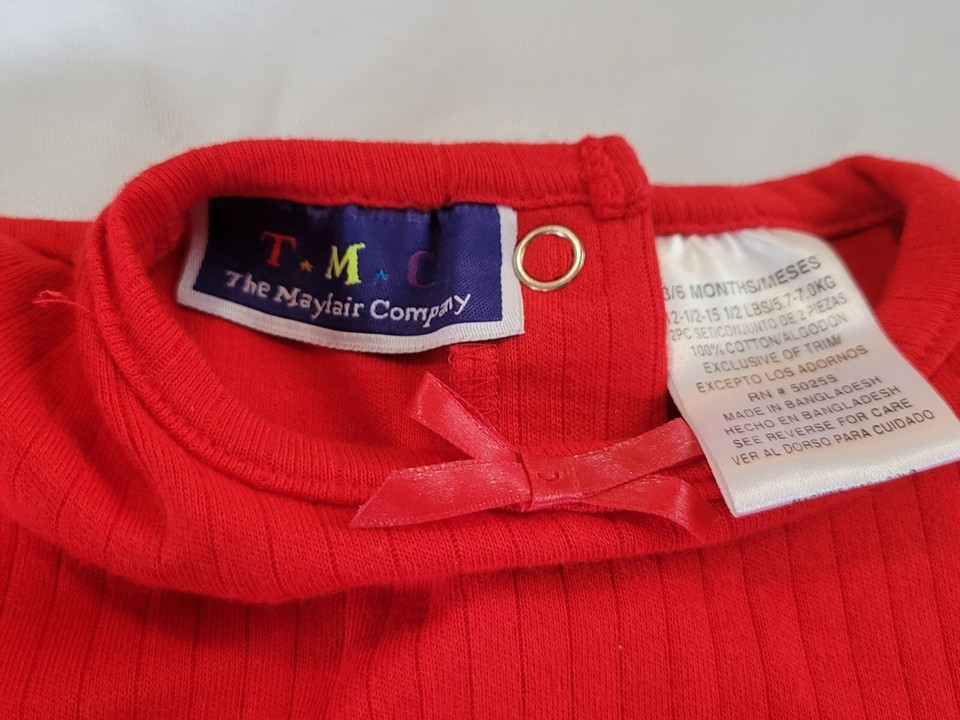 T ★ M ★ C
The Mayfair Company
3/6 MONTHS/MESES
12-1/2-15 1/2 LBS/5.7-7.0KG
2PC SET/CONJUNTO DE 2 PIEZAS
100% COTTON/ALGODON
EXCLUSIVE OF TRIM/
EXCEPTO LOS ADORNOS
RN # 50255
MADE IN BANGLADESH
HECHO EN BANGLADESH
SEE REVERSE FOR CARE
VER AL DORSO PARA CUIDADO